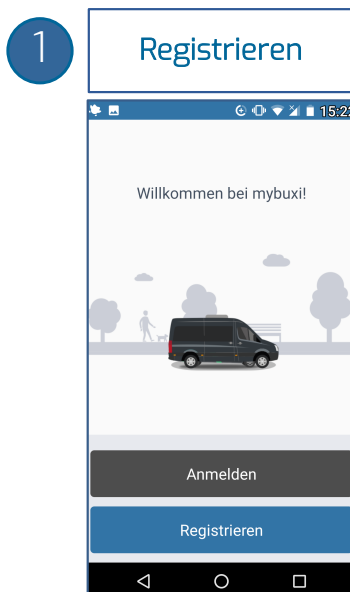 1
Registrieren
15:22
Willkommen bei mybuxi!
Anmelden
Registrieren